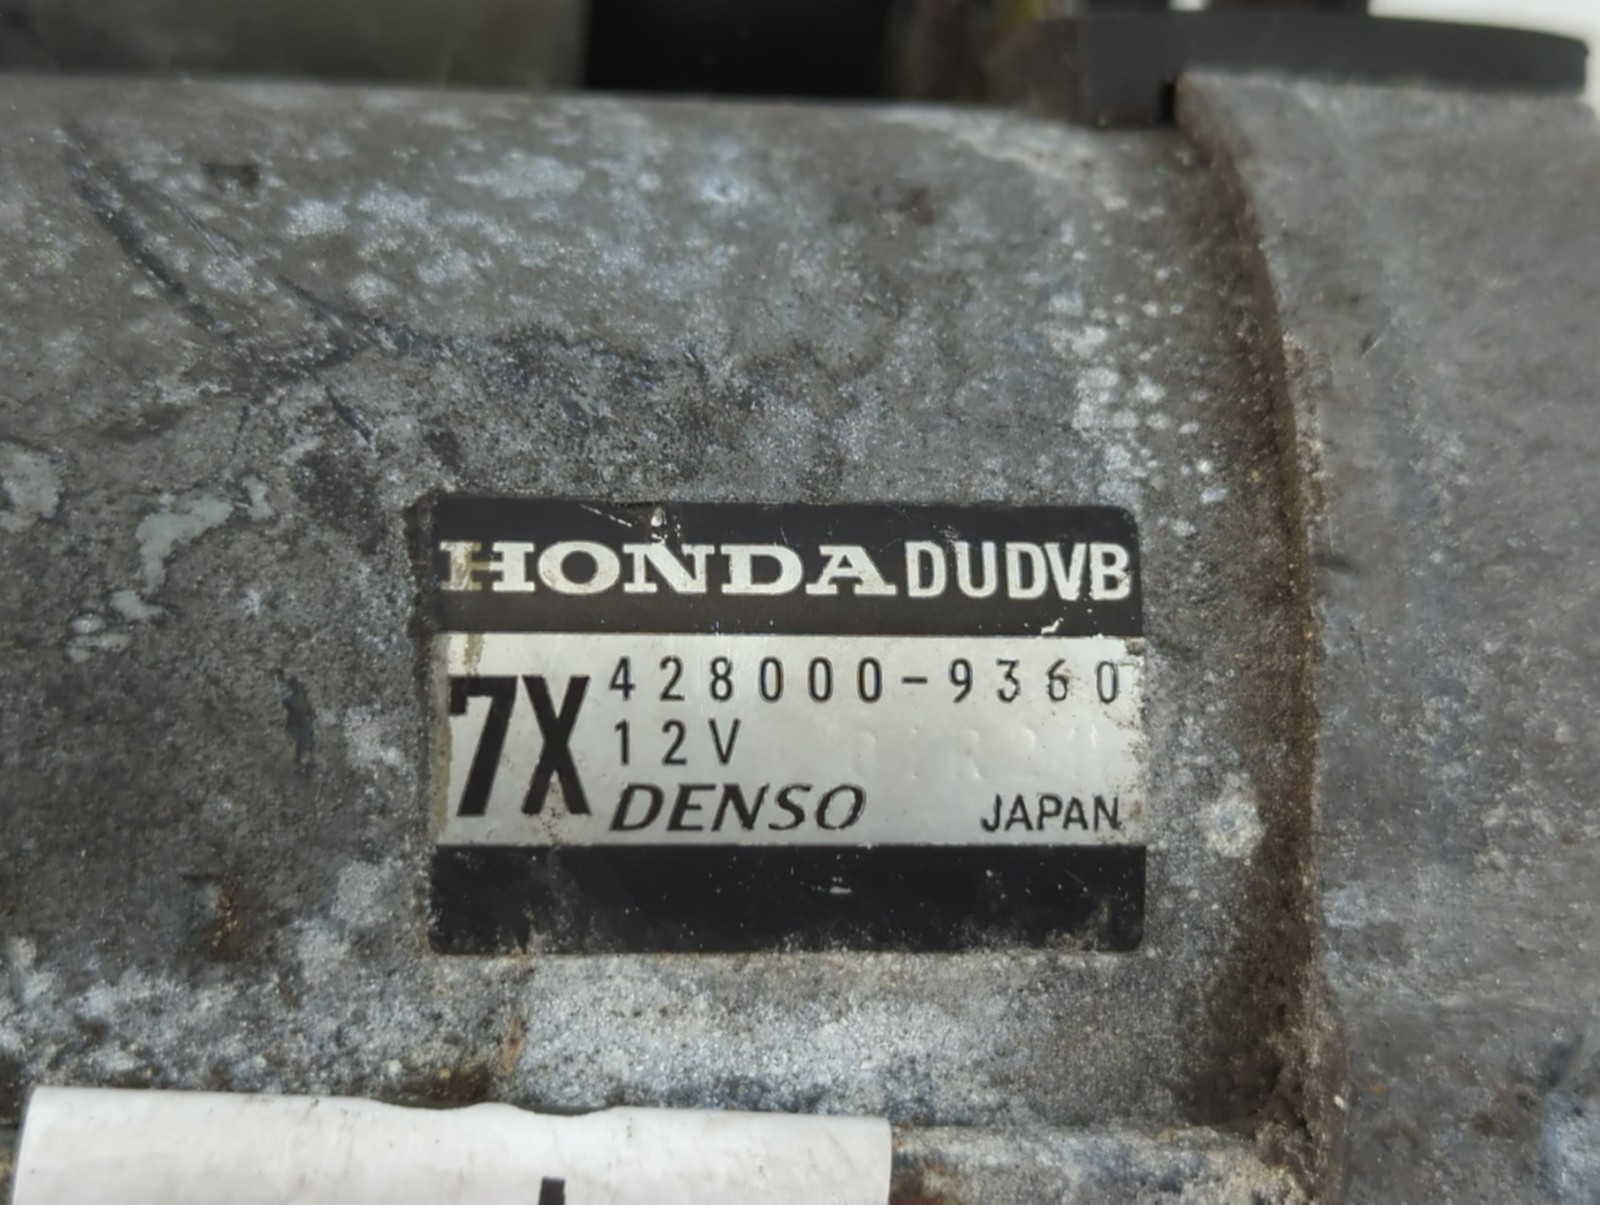 HONDA DUDVB
7X 428000-9360
12V
DENSO JAPAN